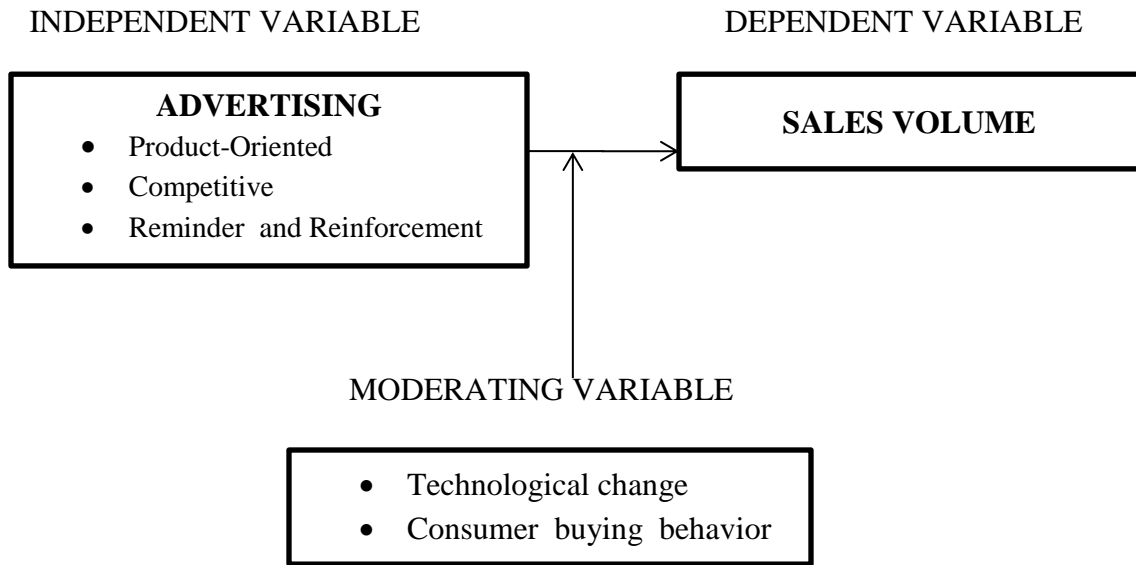 INDEPENDENT VARIABLE
DEPENDENT VARIABLE
ADVERTISING
• Product-Oriented
• Competitive
• Reminder and Reinforcement
SALES VOLUME
MODERATING VARIABLE
• Technological change
• Consumer buying behavior